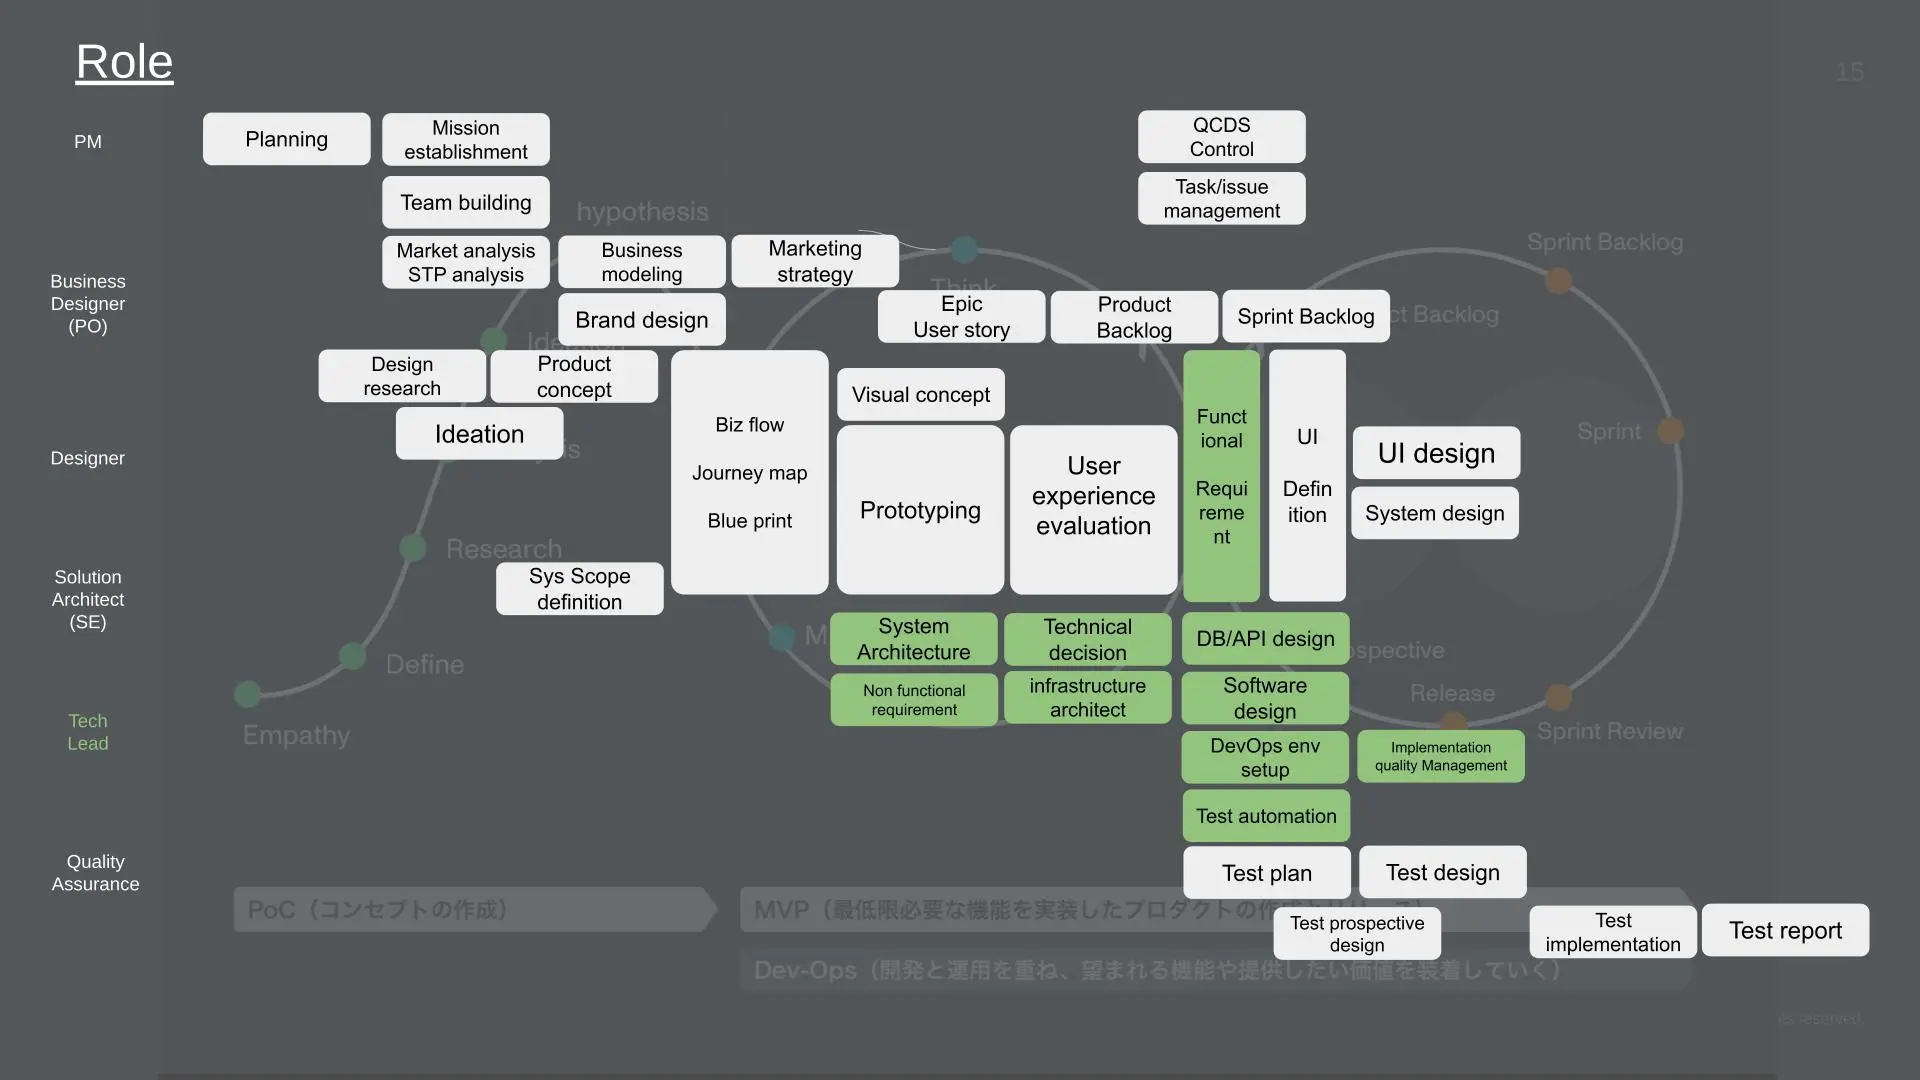 Role
15
PM
Planning
Mission
establishment
QCDS
Control
Team building
Task/issue
management
hypothesis
Business
Designer
(PO)
Market analysis
STP analysis
Business
modeling
Marketing
strategy
Sprint Backlog
Think
Brand design
Epic
User story
Product
Backlog
Sprint Backlog
ct Backlog
Design
research
Product
concept
Designer
Ideation
Biz flow
Journey map
Blue print
Visual concept
Prototyping
User
experience
evaluation
Funct
ional
Requi
reme
nt
UI
Defin
ition
UI design
System design
Sprint
Research
Solution
Architect
(SE)
Sys Scope
definition
M
System
Architecture
Technical
decision
DB/API design
ospective
Define
Non functional
requirement
infrastructure
architect
Software
design
Release
Tech
Lead
Empathy
DevOps env
setup
Implementation
quality Management
Sprint Review
Test automation
Quality
Assurance
Test plan
Test design
PoC（コンセプトの作成）
MVP（最低限必要な機能を実装したプロダクトの作成
Test prospective
design
Test
implementation
Test report
Dev-Ops（開発と運用を重ね、望まれる機能や提供したい価値を装着していく）
reserved.